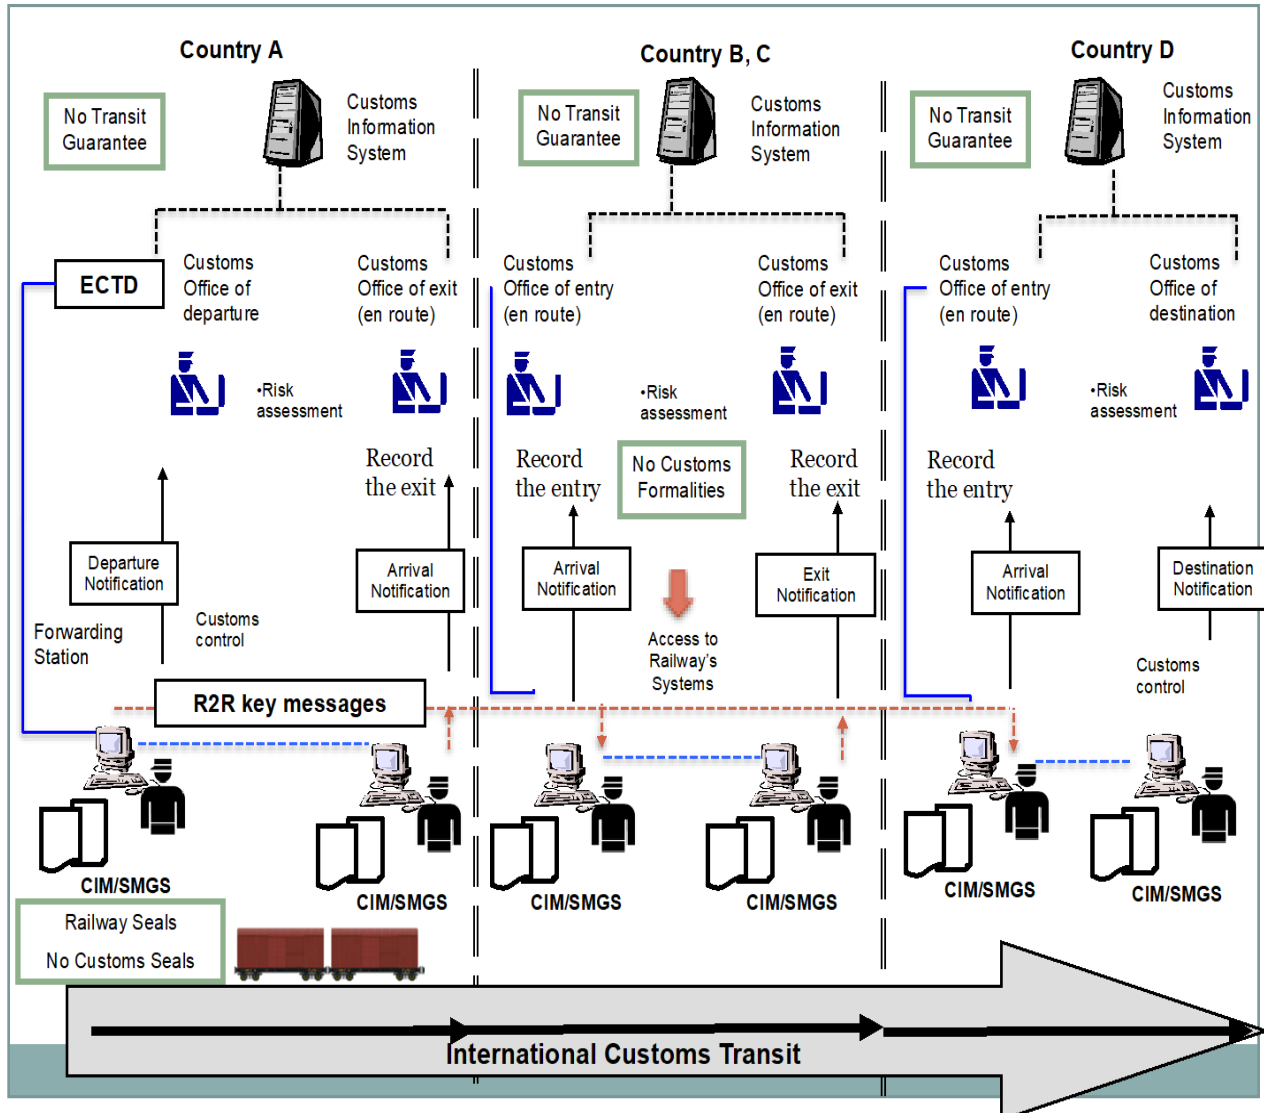 Country A
Country B, C
Country D
No Transit
Guarantee
Customs
Information
System
No Transit
Guarantee
Customs
Information
System
No Transit
Guarantee
Customs
Information
System
ECTD
Customs
Office of
departure
Customs
Office of exit
(en route)
Customs
Office of entry
(en route)
Customs
Office of exit
(en route)
Customs
Office of entry
(en route)
Customs
Office of
destination
•Risk
assessment
•Risk
assessment
•Risk
assessment
Record
the exit
Record
the entry
No Customs
Formalities
Record
the exit
Record
the entry
Departure
Notification
Arrival
Notification
Arrival
Notification
Exit
Notification
Arrival
Notification
Destination
Notification
Forwarding
Station
Customs
control
Access to
Railway's
Systems
Customs
control
R2R key messages
CIM/SMGS
CIM/SMGS
CIM/SMGS
CIM/SMGS
CIM/SMGS
CIM/SMGS
Railway Seals
No Customs Seals
International Customs Transit